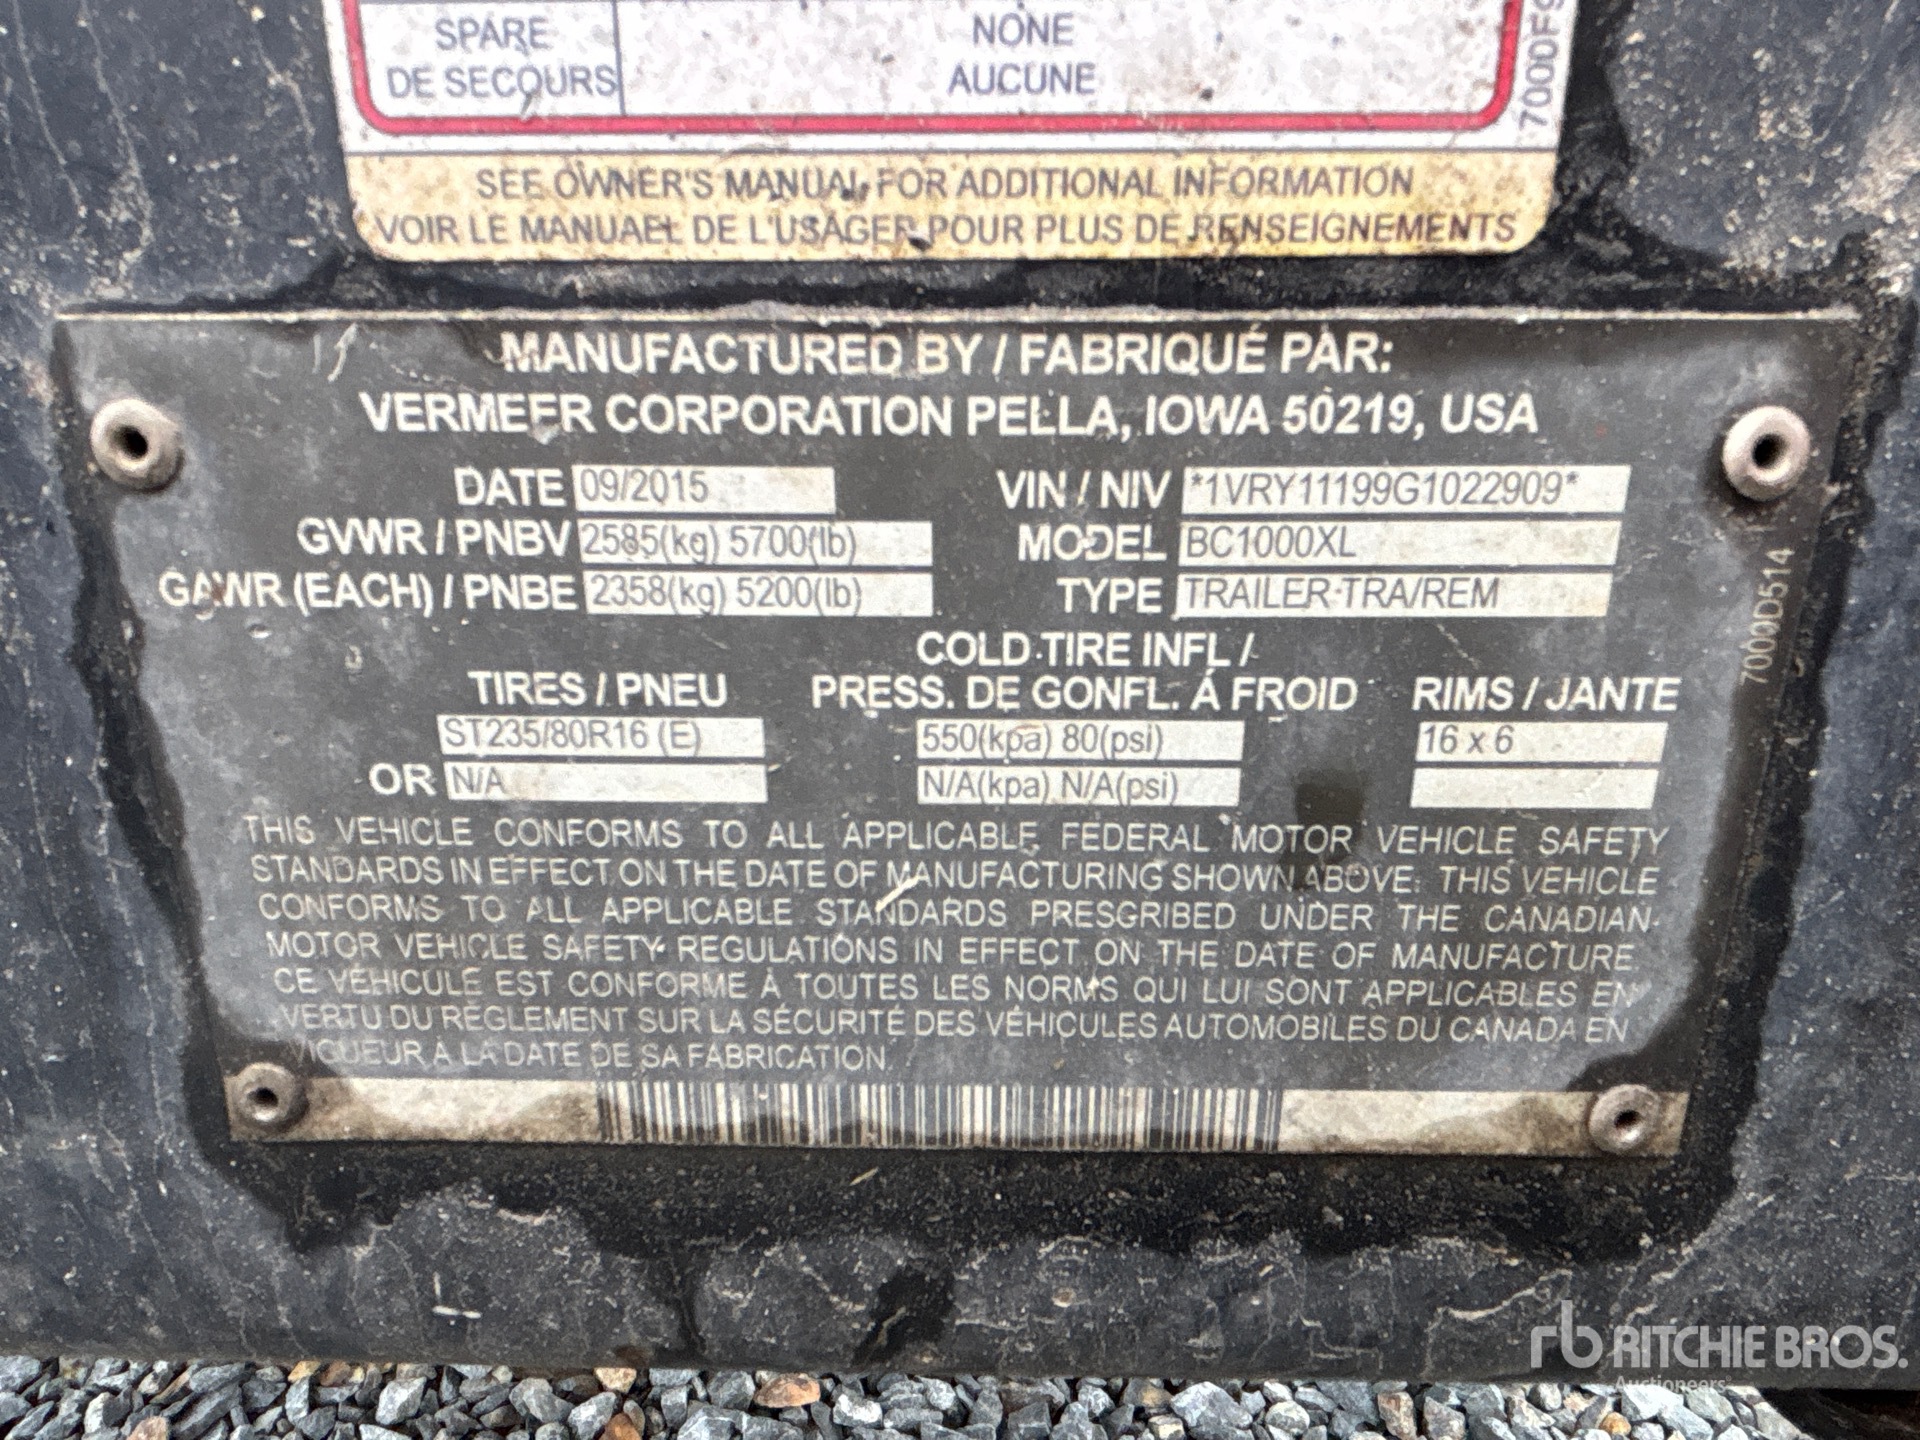 SPARE NONE
DE SECOURS AUCUNE
7000DF9
SEE OWNER'S MANUAL FOR ADDITIONAL INFORMATION
VOIR LE MANUAEL DE L'USAGER POUR PLUS DE RENSEIGNEMENTS
MANUFACTURED BY / FABRIQUÉ PAR:
VERMEER CORPORATION PELLA, IOWA 50219, USA
DATE 09/2015 VIN / NIV *1VRY11199G1022909*
GVWR / PNBV 2585(kg) 5700(lb) MODEL BC1000XL
GAWR (EACH) / PNBE 2358(kg) 5200(lb) TYPE TRAILER-TRA/REM
7000D514
COLD TIRE INFL /
TIRES / PNEU PRESS. DE GONFL. À FROID RIMS / JANTE
ST235/80R16 (E) 550(kpa) 80(psi) 16 x 6
OR N/A N/A(kpa) N/A(psi)
THIS VEHICLE CONFORMS TO ALL APPLICABLE FEDERAL MOTOR VEHICLE SAFETY
STANDARDS IN EFFECT ON THE DATE OF MANUFACTURING SHOWN ABOVE. THIS VEHICLE
CONFORMS TO ALL APPLICABLE STANDARDS PRESCRIBED UNDER THE CANADIAN
MOTOR VEHICLE SAFETY REGULATIONS IN EFFECT ON THE DATE OF MANUFACTURE.
CE VÉHICULE EST CONFORME À TOUTES LES NORMS QUI LUI SONT APPLICABLES EN
VERTU DU RÈGLEMENT SUR LA SÉCURITÉ DES VÉHICULES AUTOMOBILES DU CANADA EN
VIGUEUR À LA DATE DE SA FABRICATION.
rb RITCHIE BROS.
Auctioneers